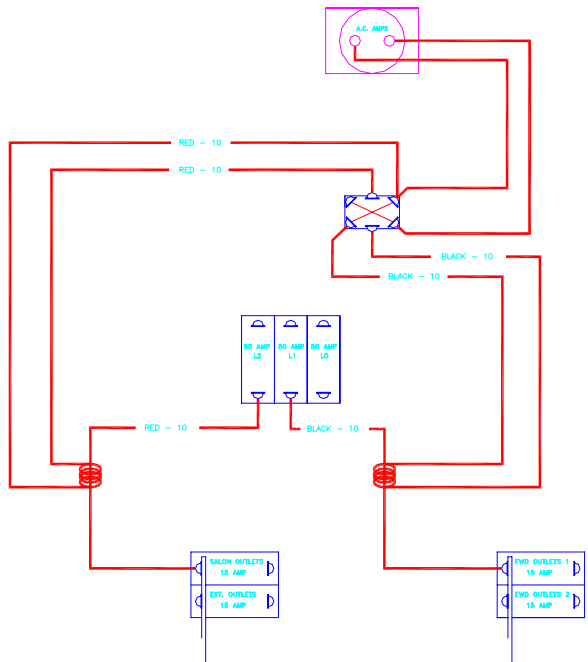 A.C. AMPS
RED - 10
RED - 10
BLACK - 10
BLACK - 10
50 AMP
L2
50 AMP
L1
50 AMP
L0
RED - 10
BLACK - 10
SALON OUTLETS
15 AMP
EXT. OUTLETS
15 AMP
FWD OUTLETS 1
15 AMP
FWD OUTLETS 2
15 AMP